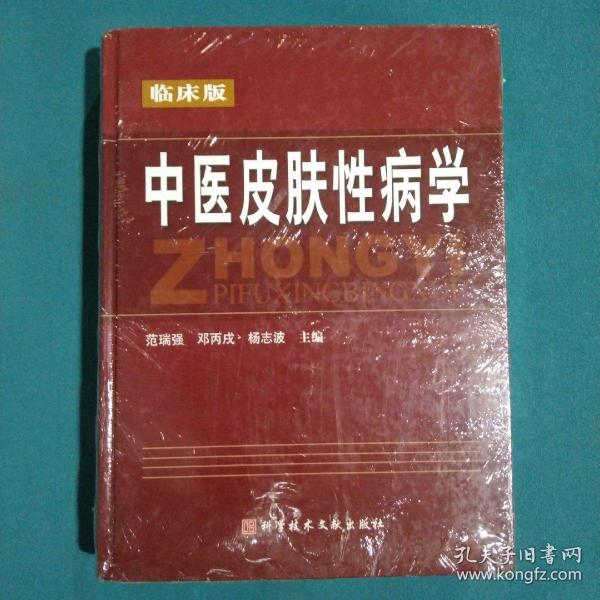 临床版
中医皮肤性病学
ZHONGYI
PIFUXINGBINGXUE
范瑞强 邓丙戌·杨志波 主编
科学技术文献出版社
孔夫子旧书网
www.kongfz.com